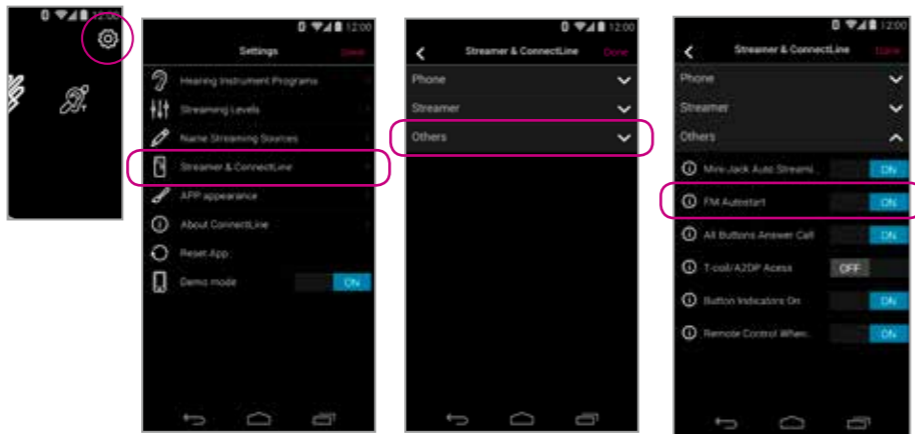 12:00
12:00
Settings
Hearing Instrument Programs
Streaming Levels
Name Streaming Sources
Streamer & ConnectLine
APP appearance
About ConnectLine
Reset App
Demo mode
ON
12:00
Streamer & ConnectLine
Done
Phone
Streamer
Others
12:00
Streamer & ConnectLine
Done
Phone
Streamer
Others
Mini-Jack Auto Streami..
ON
FM Autostart
ON
All Buttons Answer Call
ON
T-coil/A2DP Acess
OFF
Button Indicators On
ON
Remote Control When..
ON